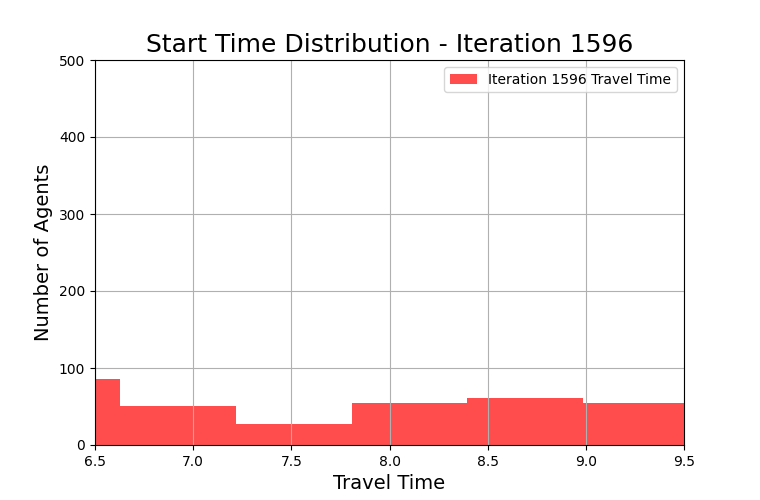 Start Time Distribution - Iteration 1596
500
Iteration 1596 Travel Time
400
300
200
100
0
Number of Agents
6.5 7.0 7.5 8.0 8.5 9.0 9.5
Travel Time